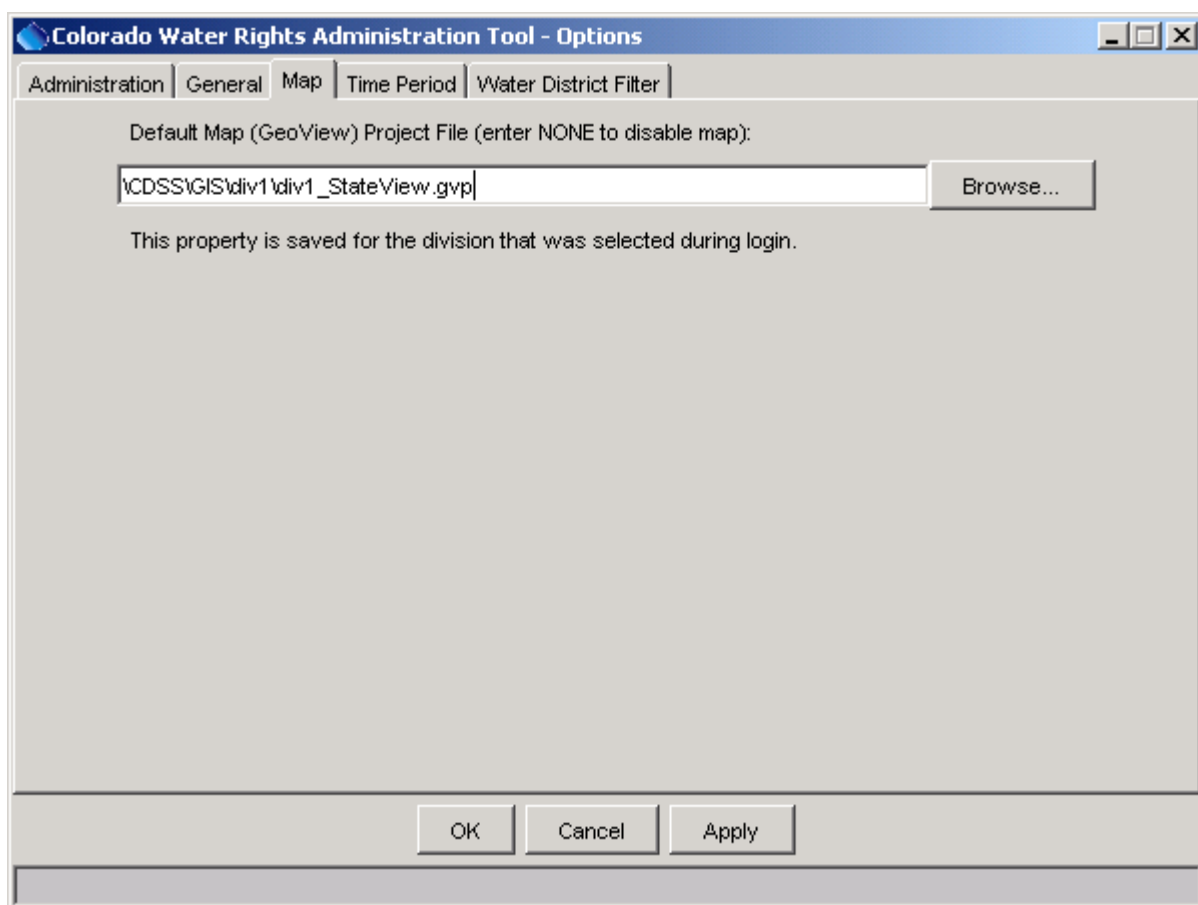 Colorado Water Rights Administration Tool - Options
Administration General Map Time Period Water District Filter
Default Map (GeoView) Project File (enter NONE to disable map):
\CDSS\GIS\div1\div1_StateView.gvp Browse...
This property is saved for the division that was selected during login.
OK Cancel Apply